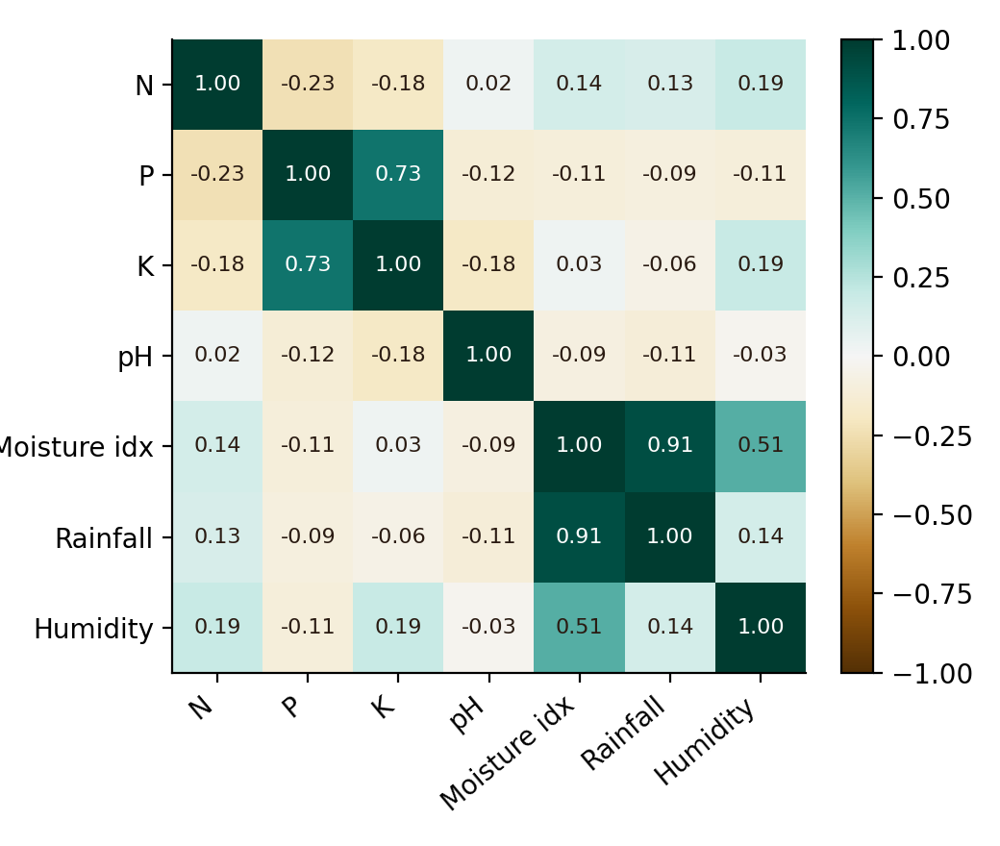 N 1.00 -0.23 -0.18 0.02 0.14 0.13 0.19
P -0.23 1.00 0.73 -0.12 -0.11 -0.09 -0.11
K -0.18 0.73 1.00 -0.18 0.03 -0.06 0.19
pH 0.02 -0.12 -0.18 1.00 -0.09 -0.11 -0.03
Moisture idx 0.14 -0.11 0.03 -0.09 1.00 0.91 0.51
Rainfall 0.13 -0.09 -0.06 -0.11 0.91 1.00 0.14
Humidity 0.19 -0.11 0.19 -0.03 0.51 0.14 1.00
N
P
K
pH
Moisture idx
Rainfall
Humidity
1.00
0.75
0.50
0.25
0.00
−0.25
−0.50
−0.75
−1.00